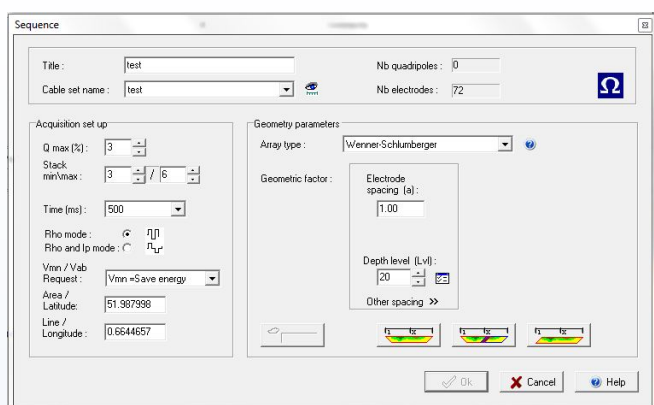 Sequence
Title :
test
Nb quadripoles :
0
Cable set name :
test
Nb electrodes :
72
Ω
Acquisition set up
Q max (%) :
3
Stack
min\max :
3 / 6
Time (ms) :
500
Rho mode :
Rho and Ip mode :
Vmn / Vab
Request :
Vmn =Save energy
Area /
Latitude:
51.987998
Line /
Longitude :
0.6644657
Geometry parameters
Array type :
Wenner-Schlumberger
Geometric factor :
Electrode
spacing (a) :
1.00
Depth level (Lvl) :
20
Other spacing >>
Ok
Cancel
Help